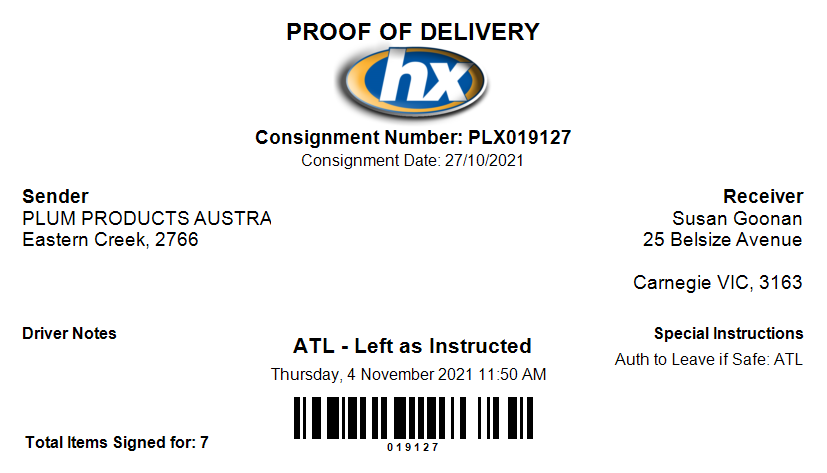 PROOF OF DELIVERY
hx
Consignment Number: PLX019127
Consignment Date: 27/10/2021
Sender
PLUM PRODUCTS AUSTRA
Eastern Creek, 2766
Receiver
Susan Goonan
25 Belsize Avenue
Carnegie VIC, 3163
Driver Notes
ATL - Left as Instructed
Thursday, 4 November 2021 11:50 AM
Special Instructions
Auth to Leave if Safe: ATL
019127
Total Items Signed for: 7